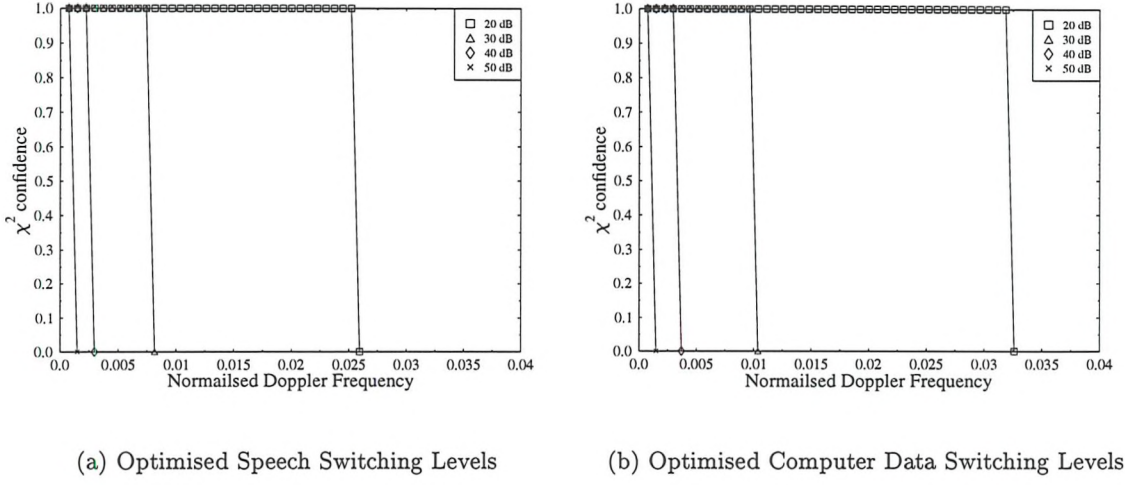 1.0
0.9
0.8
0.7
0.6
0.5
0.4
0.3
0.2
0.1
0.0
χ² confidence
20 dB
30 dB
40 dB
50 dB
0.0 0.005 0.01 0.015 0.02 0.025 0.03 0.035 0.04
Normailsed Doppler Frequency
(a) Optimised Speech Switching Levels
1.0
0.9
0.8
0.7
0.6
0.5
0.4
0.3
0.2
0.1
0.0
χ² confidence
20 dB
30 dB
40 dB
50 dB
0.0 0.005 0.01 0.015 0.02 0.025 0.03 0.035 0.04
Normailsed Doppler Frequency
(b) Optimised Computer Data Switching Levels